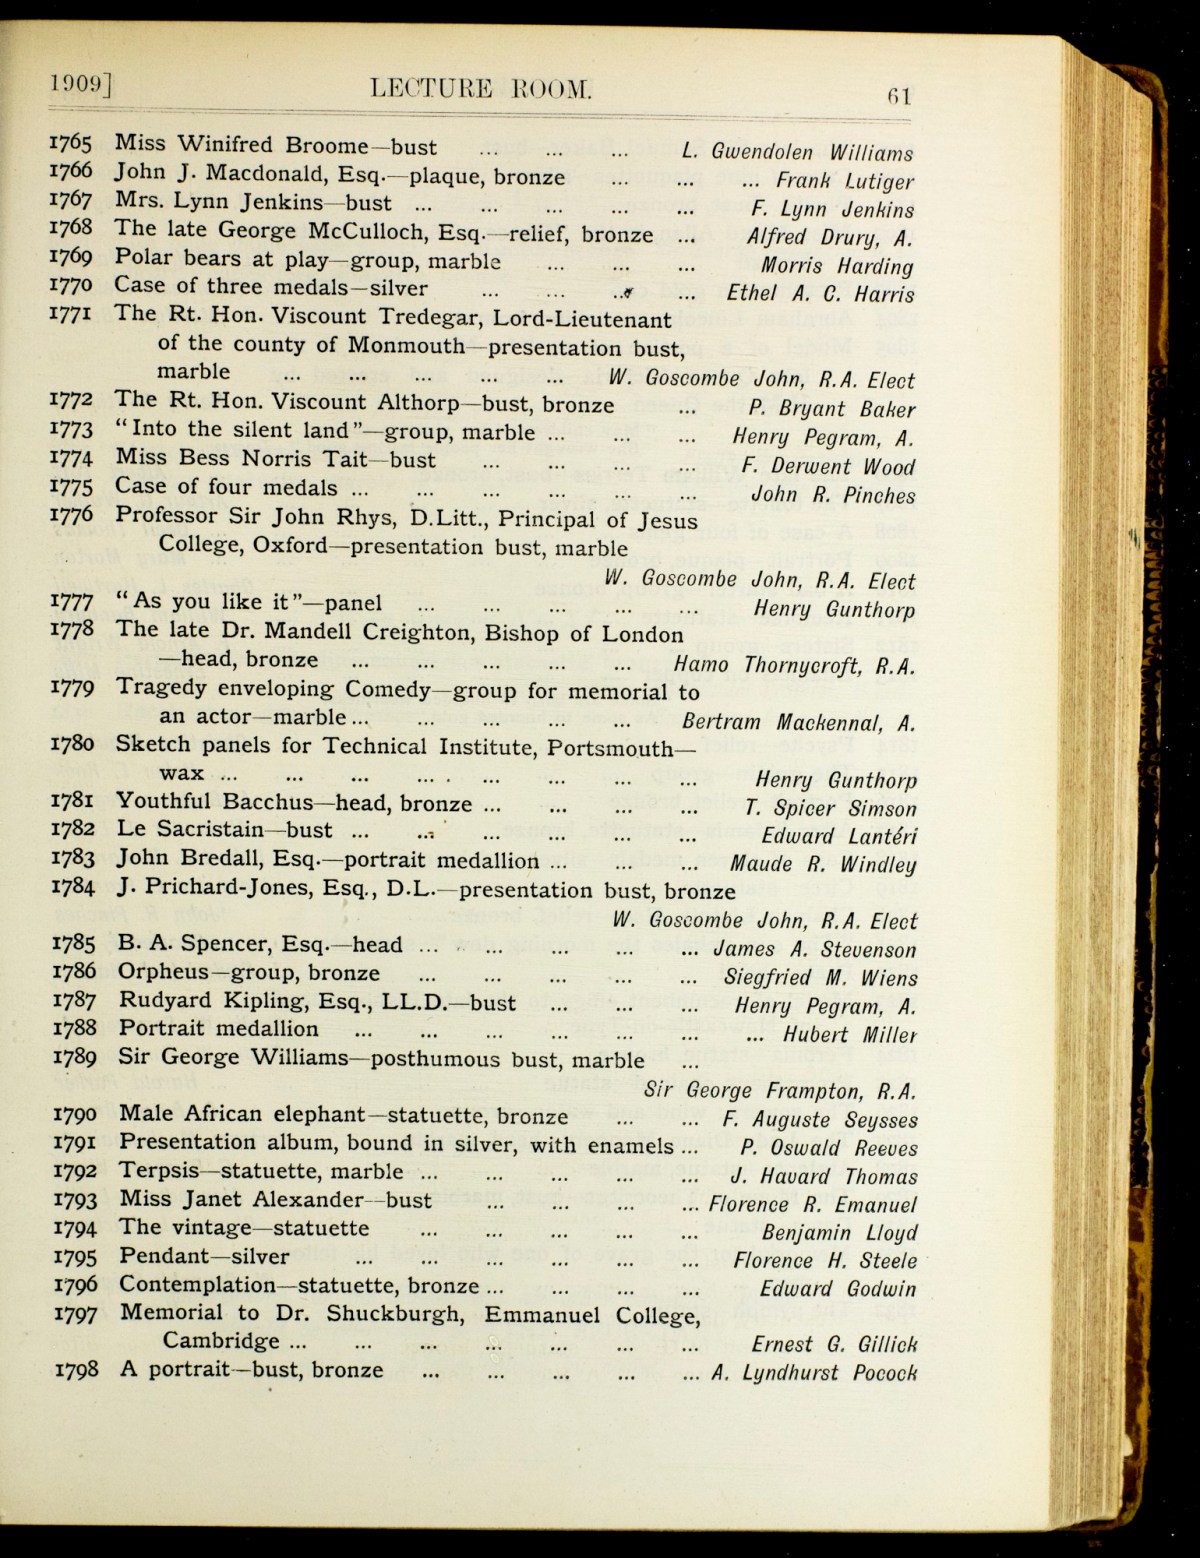 1909] LECTURE ROOM. 61
1765 Miss Winifred Broome—bust ... ... ... L. Gwendolen Williams
1766 John J. Macdonald, Esq.—plaque, bronze ... ... ... Frank Lutiger
1767 Mrs. Lynn Jenkins—bust ... ... ... ... ... F. Lynn Jenkins
1768 The late George McCulloch, Esq.—relief, bronze ... Alfred Drury, A.
1769 Polar bears at play—group, marble ... ... ... Morris Harding
1770 Case of three medals—silver ... ... ... ... Ethel A. C. Harris
1771 The Rt. Hon. Viscount Tredegar, Lord-Lieutenant
of the county of Monmouth—presentation bust,
marble ... ... ... ... ... W. Goscombe John, R.A. Elect
1772 The Rt. Hon. Viscount Althorp—bust, bronze ... P. Bryant Baker
1773 "Into the silent land"—group, marble ... ... ... Henry Pegram, A.
1774 Miss Bess Norris Tait—bust ... ... ... ... F. Derwent Wood
1775 Case of four medals ... ... ... ... ... ... John R. Pinches
1776 Professor Sir John Rhys, D.Litt., Principal of Jesus
College, Oxford—presentation bust, marble
W. Goscombe John, R.A. Elect
1777 "As you like it"—panel ... ... ... ... ... Henry Gunthorp
1778 The late Dr. Mandell Creighton, Bishop of London
—head, bronze ... ... ... ... ... Hamo Thornycroft, R.A.
1779 Tragedy enveloping Comedy—group for memorial to
an actor—marble ... ... ... ... ... Bertram Mackennal, A.
1780 Sketch panels for Technical Institute, Portsmouth—
wax ... ... ... ... ... ... ... ... Henry Gunthorp
1781 Youthful Bacchus—head, bronze ... ... ... ... T. Spicer Simson
1782 Le Sacristain—bust ... ... ... ... ... ... Edward Lantéri
1783 John Bredall, Esq.—portrait medallion ... ... ... Maude R. Windley
1784 J. Prichard-Jones, Esq., D.L.—presentation bust, bronze
W. Goscombe John, R.A. Elect
1785 B. A. Spencer, Esq.—head ... ... ... ... ... James A. Stevenson
1786 Orpheus—group, bronze ... ... ... ... ... Siegfried M. Wiens
1787 Rudyard Kipling, Esq., LL.D.—bust ... ... ... Henry Pegram, A.
1788 Portrait medallion ... ... ... ... ... ... ... Hubert Miller
1789 Sir George Williams—posthumous bust, marble ...
Sir George Frampton, R.A.
1790 Male African elephant—statuette, bronze ... ... F. Auguste Seysses
1791 Presentation album, bound in silver, with enamels ... P. Oswald Reeves
1792 Terpsis—statuette, marble ... ... ... ... ... J. Havard Thomas
1793 Miss Janet Alexander—bust ... ... ... ... Florence R. Emanuel
1794 The vintage—statuette ... ... ... ... ... Benjamin Lloyd
1795 Pendant—silver ... ... ... ... ... ... Florence H. Steele
1796 Contemplation—statuette, bronze ... ... ... ... Edward Godwin
1797 Memorial to Dr. Shuckburgh, Emmanuel College,
Cambridge ... ... ... ... ... ... ... Ernest G. Gillick
1798 A portrait—bust, bronze ... ... ... ... ... A. Lyndhurst Pocock